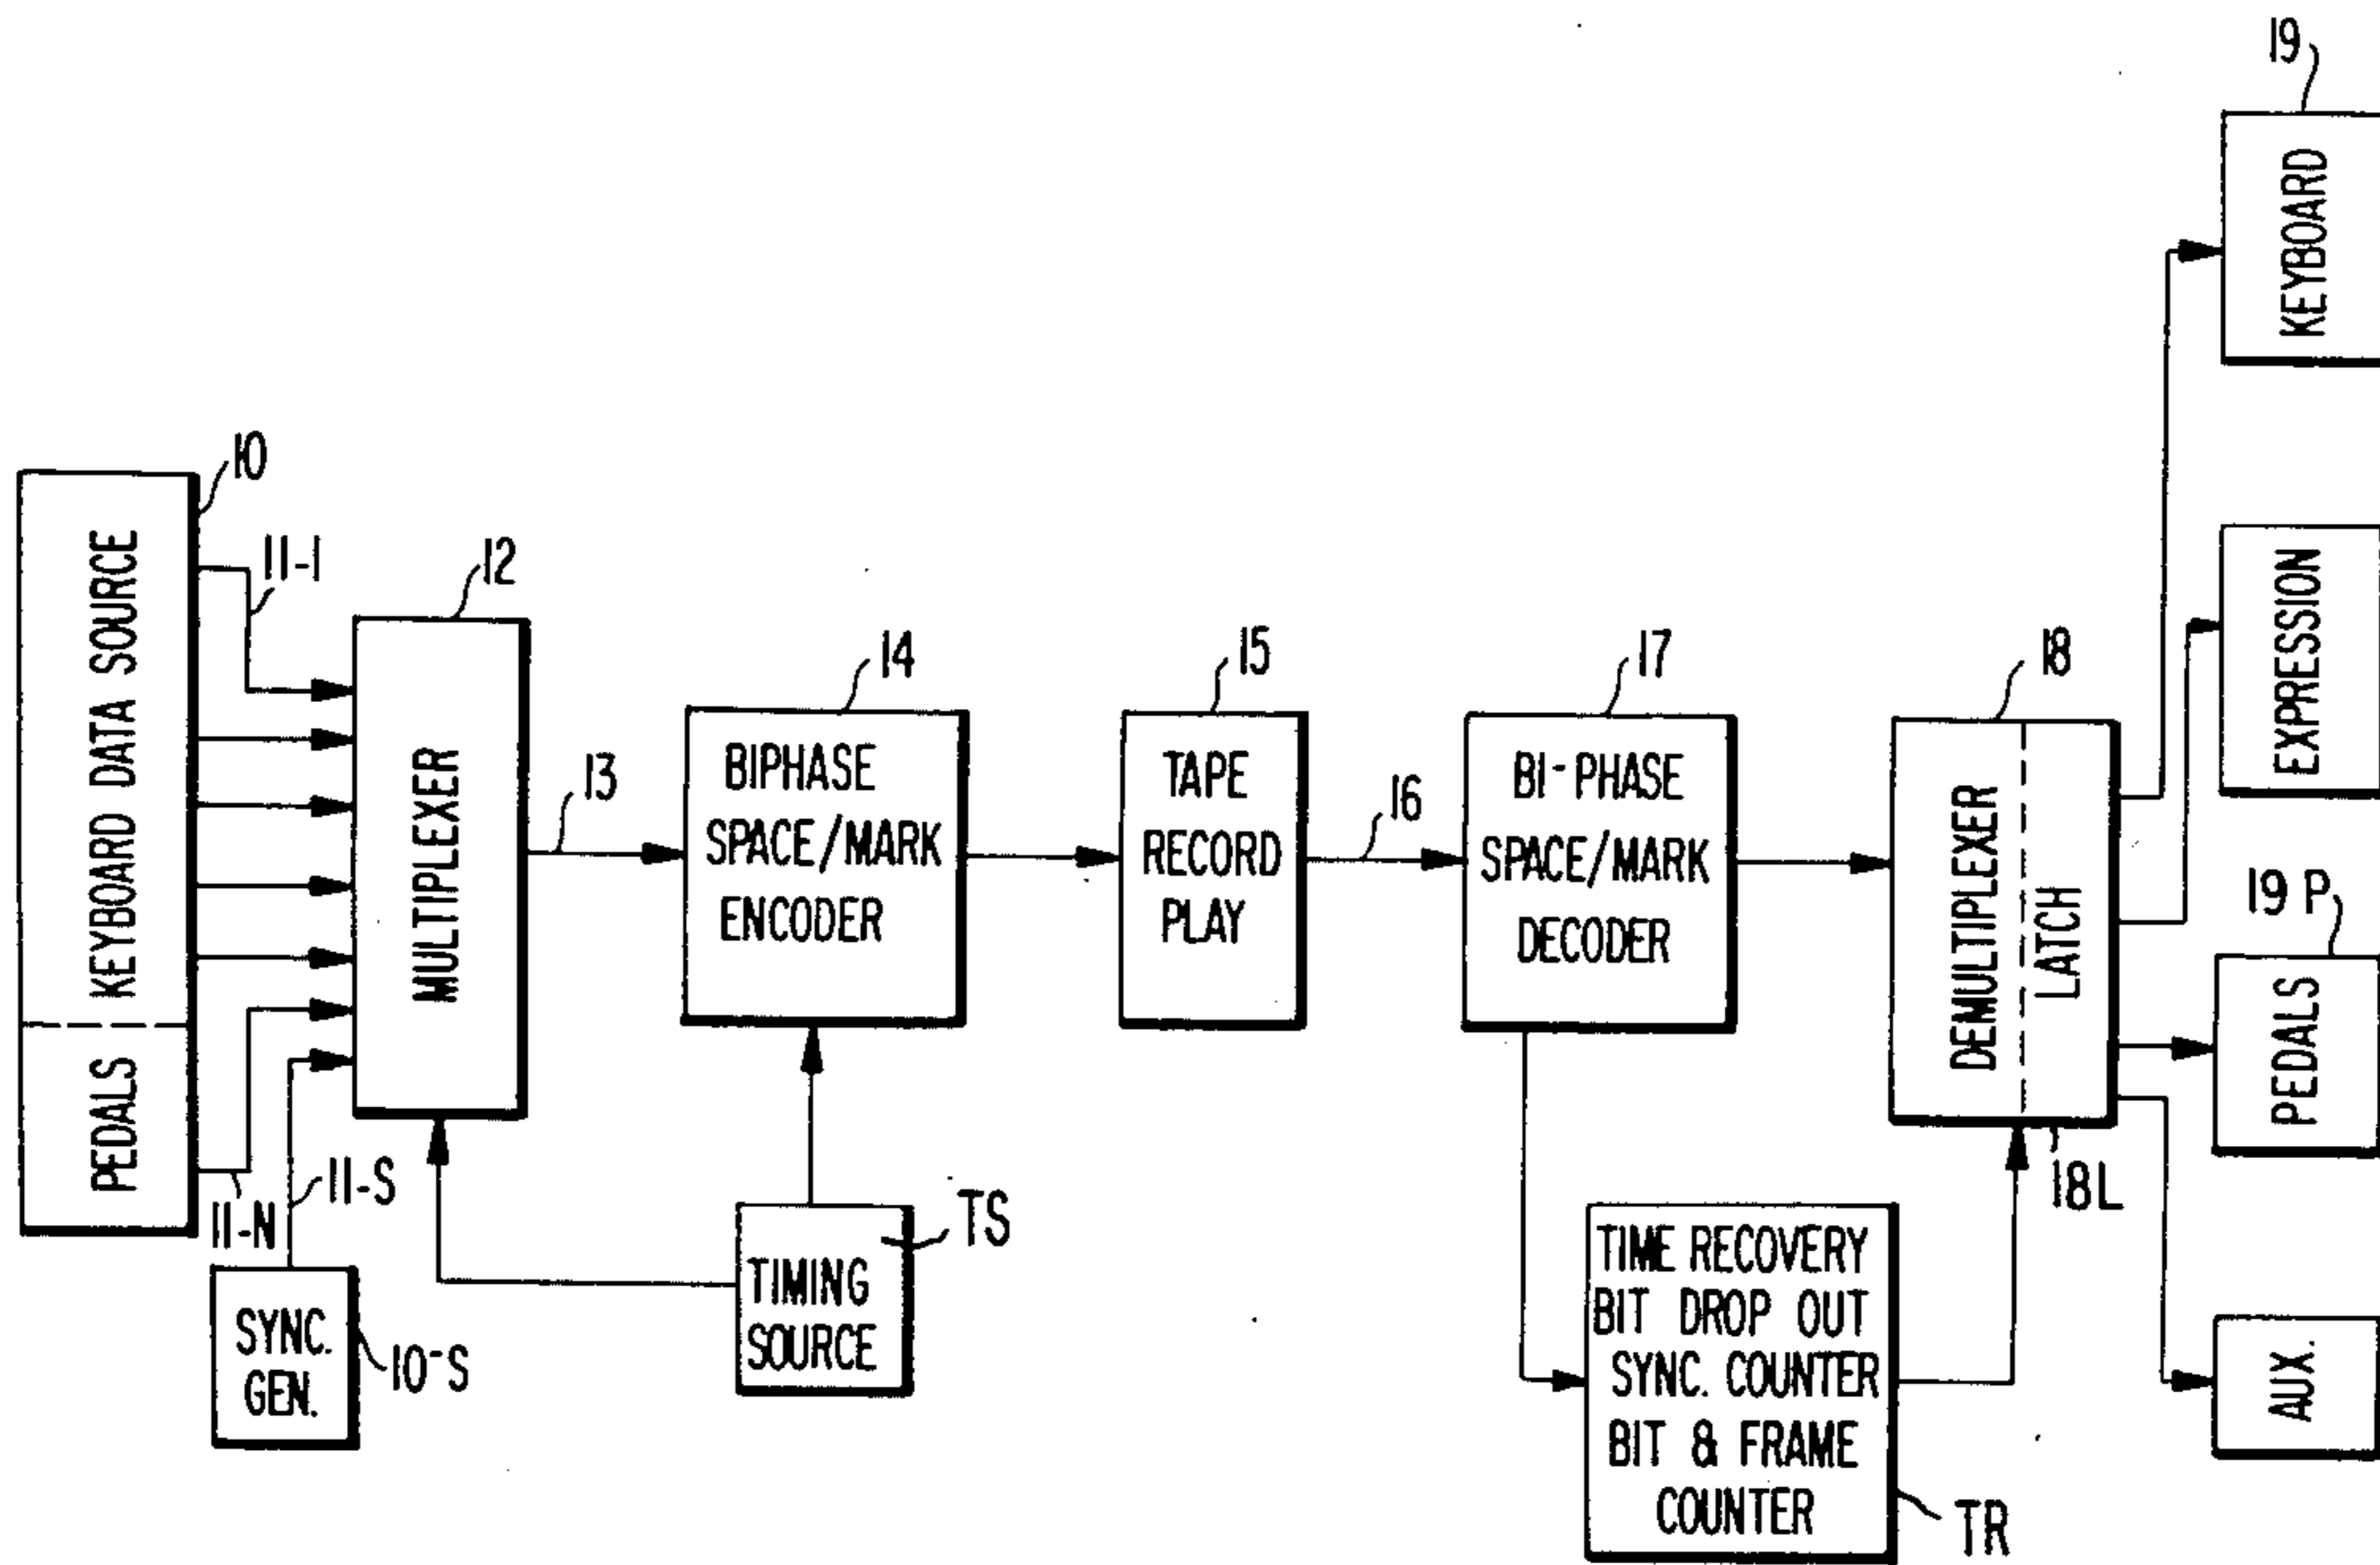 10
KEYBOARD DATA SOURCE
PEDALS
11-1
11-N
11-S
SYNC.
GEN.
10-S
12
MULTIPLEXER
13
14
BIPHASE
SPACE/MARK
ENCODER
TIMING
SOURCE
TS
15
TAPE
RECORD
PLAY
16
17
BI-PHASE
SPACE/MARK
DECODER
TIME RECOVERY
BIT DROP OUT
SYNC. COUNTER
BIT & FRAME
COUNTER
TR
18
DEMULTIPLEXER
LATCH
18L
19
KEYBOARD
EXPRESSION
19 P
PEDALS
AUX.